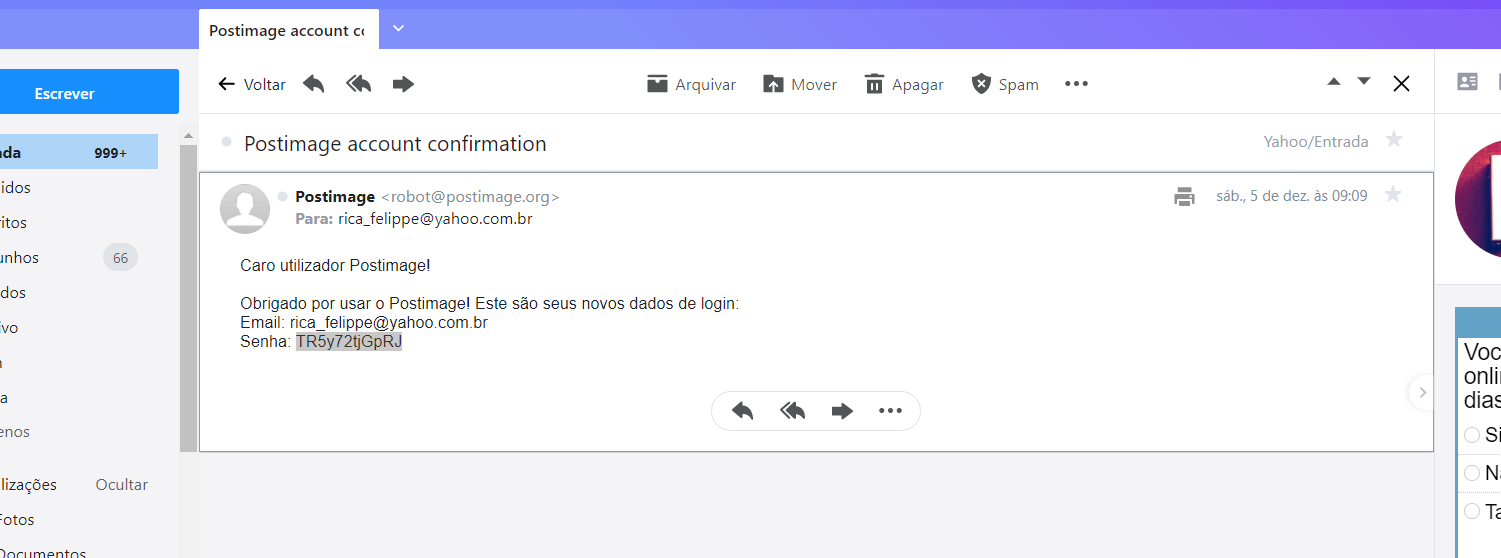 Postimage account co
Escrever
Voltar
Arquivar
Mover
Apagar
Spam
Postimage account confirmation
Yahoo/Entrada
ada 999+
idos
itos
unhos 66
dos
ivo
a
enos
lizações Ocultar
Fotos
Documentos
Postimage <robot@postimage.org>
sáb., 5 de dez. às 09:09
Para: rica_felippe@yahoo.com.br
Caro utilizador Postimage!
Obrigado por usar o Postimage! Este são seus novos dados de login:
Email: rica_felippe@yahoo.com.br
Senha: TR5y72tjGpRJ
Voc
onli
dias
Si
Na
Ta